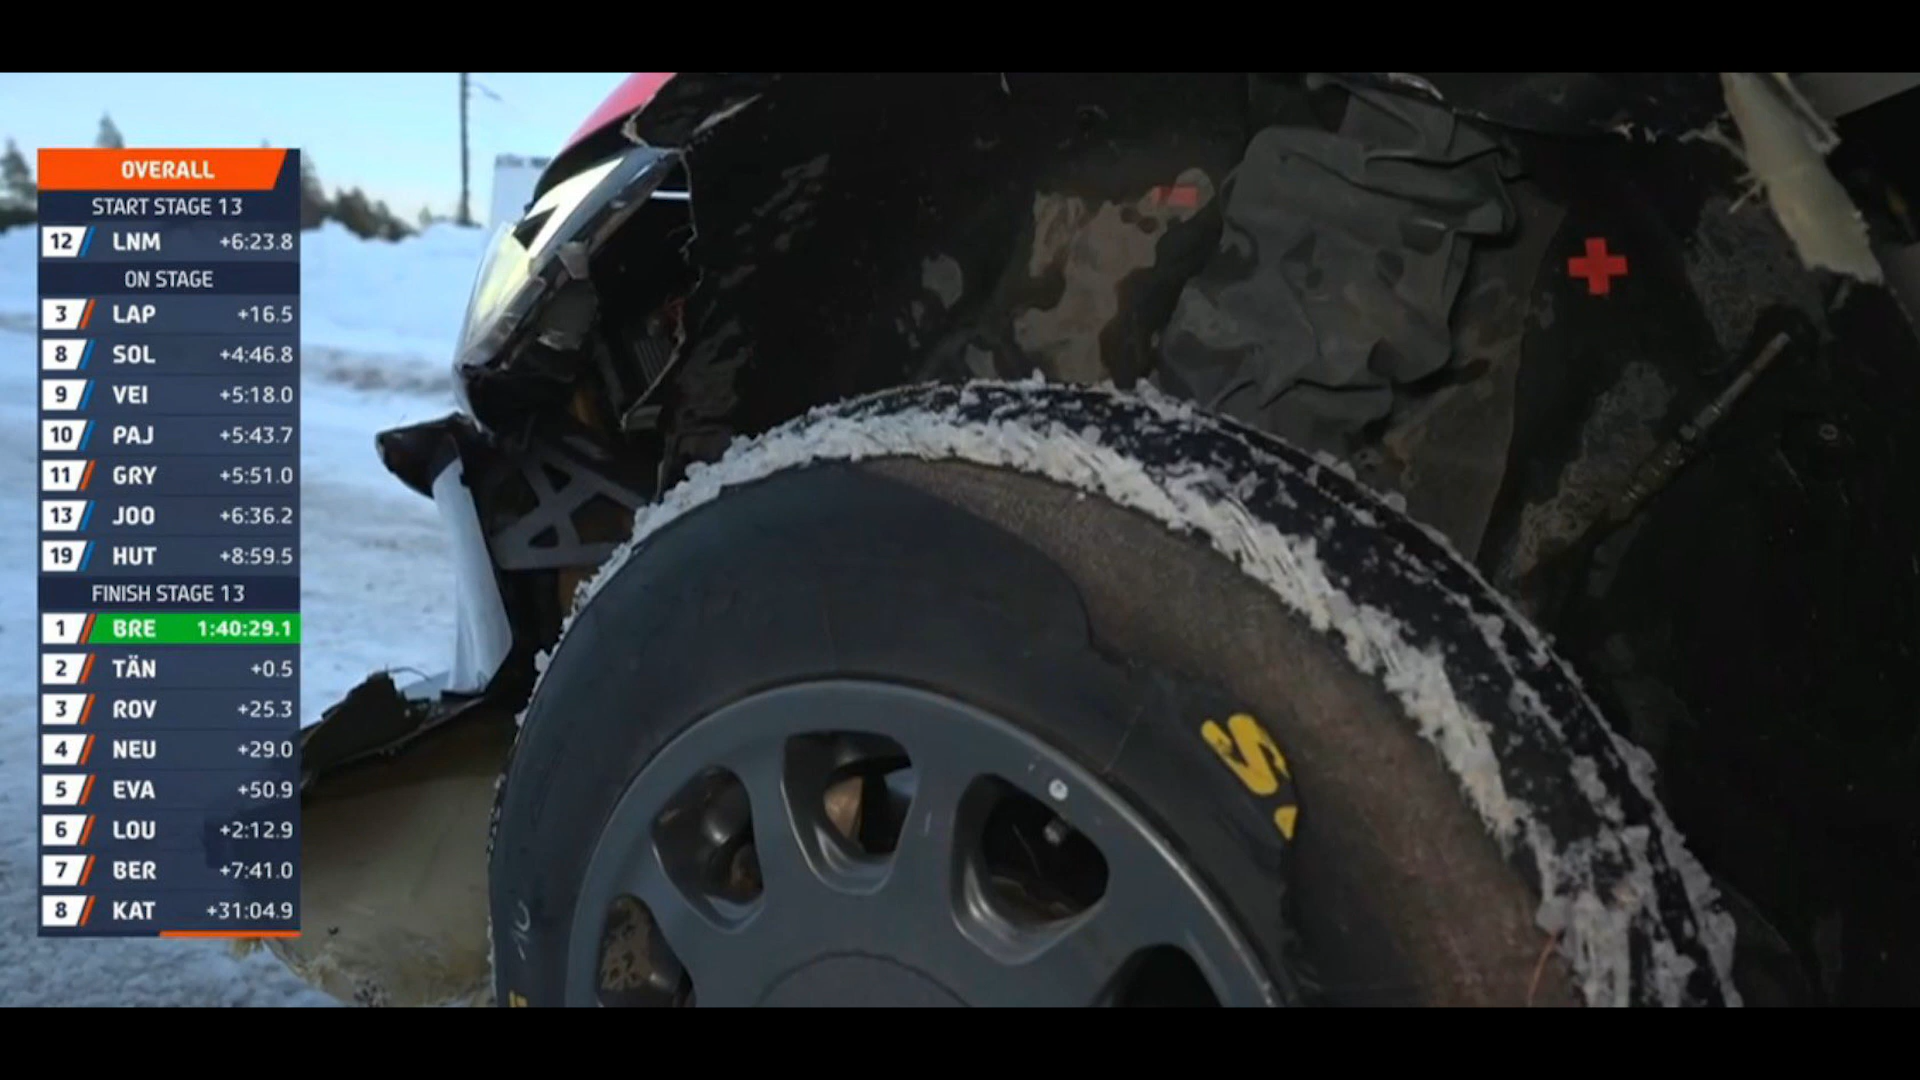 OVERALL
START STAGE 13
12 LNM +6:23.8
ON STAGE
3 LAP +16.5
8 SOL +4:46.8
9 VEI +5:18.0
10 PAJ +5:43.7
11 GRY +5:51.0
13 JOO +6:36.2
19 HUT +8:59.5
FINISH STAGE 13
1 BRE 1:40:29.1
2 TÄN +0.5
3 ROV +25.3
4 NEU +29.0
5 EVA +50.9
6 LOU +2:12.9
7 BER +7:41.0
8 KAT +31:04.9
S